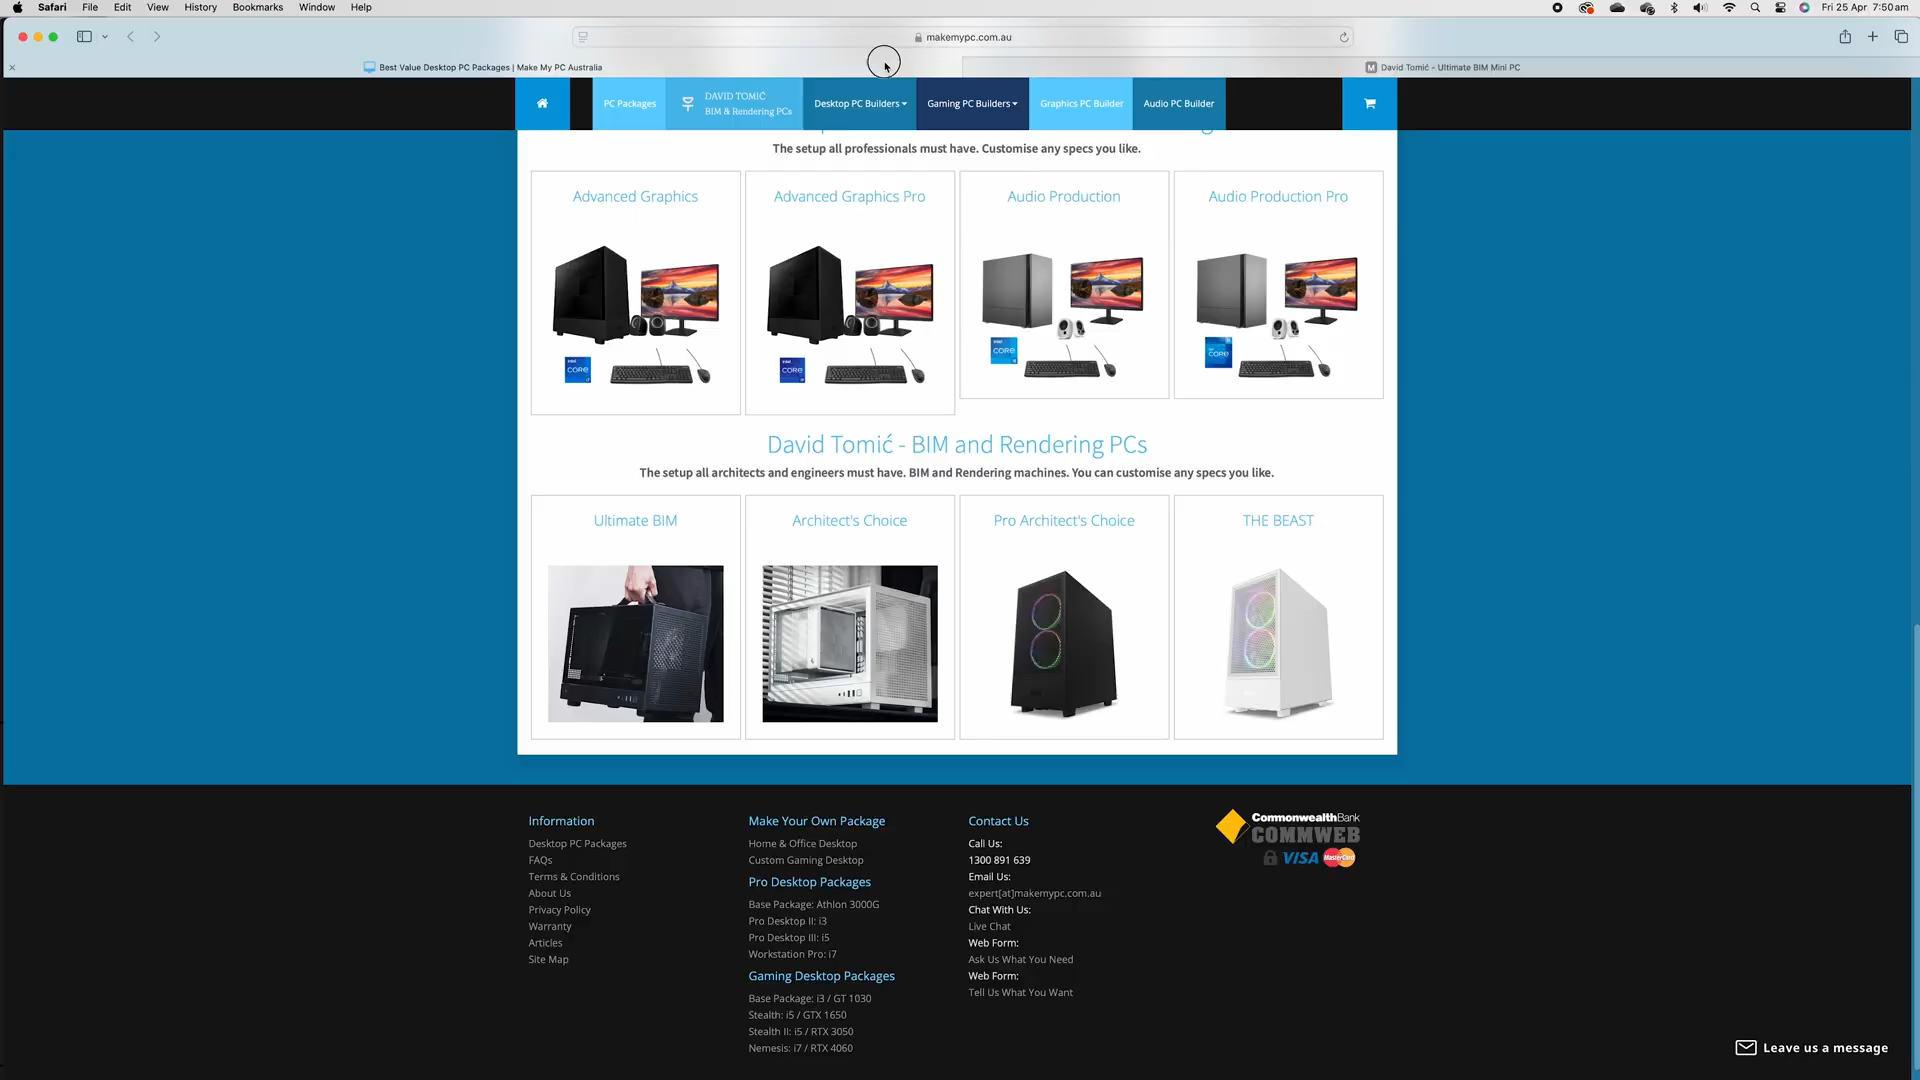 Safari File Edit View History Bookmarks Window Help
Fri 25 Apr 7:50 am
makemypc.com.au
Best Value Desktop PC Packages | Make My PC Australia
M David Tomić - Ultimate BIM Mini PC
PC Packages
DAVID TOMIĆ
BIM & Rendering PCs
Desktop PC Builders
Gaming PC Builders
Graphics PC Builder
Audio PC Builder
The setup all professionals must have. Customise any specs you like.
Advanced Graphics
Advanced Graphics Pro
Audio Production
Audio Production Pro
intel CORE
intel CORE
CORE
CORE
David Tomić - BIM and Rendering PCs
The setup all architects and engineers must have. BIM and Rendering machines. You can customise any specs you like.
Ultimate BIM
Architect's Choice
Pro Architect's Choice
THE BEAST
Information
Desktop PC Packages
FAQs
Terms & Conditions
About Us
Privacy Policy
Warranty
Articles
Site Map
Make Your Own Package
Home & Office Desktop
Custom Gaming Desktop
Pro Desktop Packages
Base Package: Athlon 3000G
Pro Desktop II: i3
Pro Desktop III: i5
Workstation Pro: i7
Gaming Desktop Packages
Base Package: i3 / GT 1030
Stealth: i5 / GTX 1650
Stealth II: i5 / RTX 3050
Nemesis: i7 / RTX 4060
Contact Us
Call Us:
1300 891 639
Email Us:
expert[at]makemypc.com.au
Chat With Us:
Live Chat
Web Form:
Ask Us What You Need
Web Form:
Tell Us What You Want
CommonwealthBank
COMMWEB
VISA MasterCard
Leave us a message